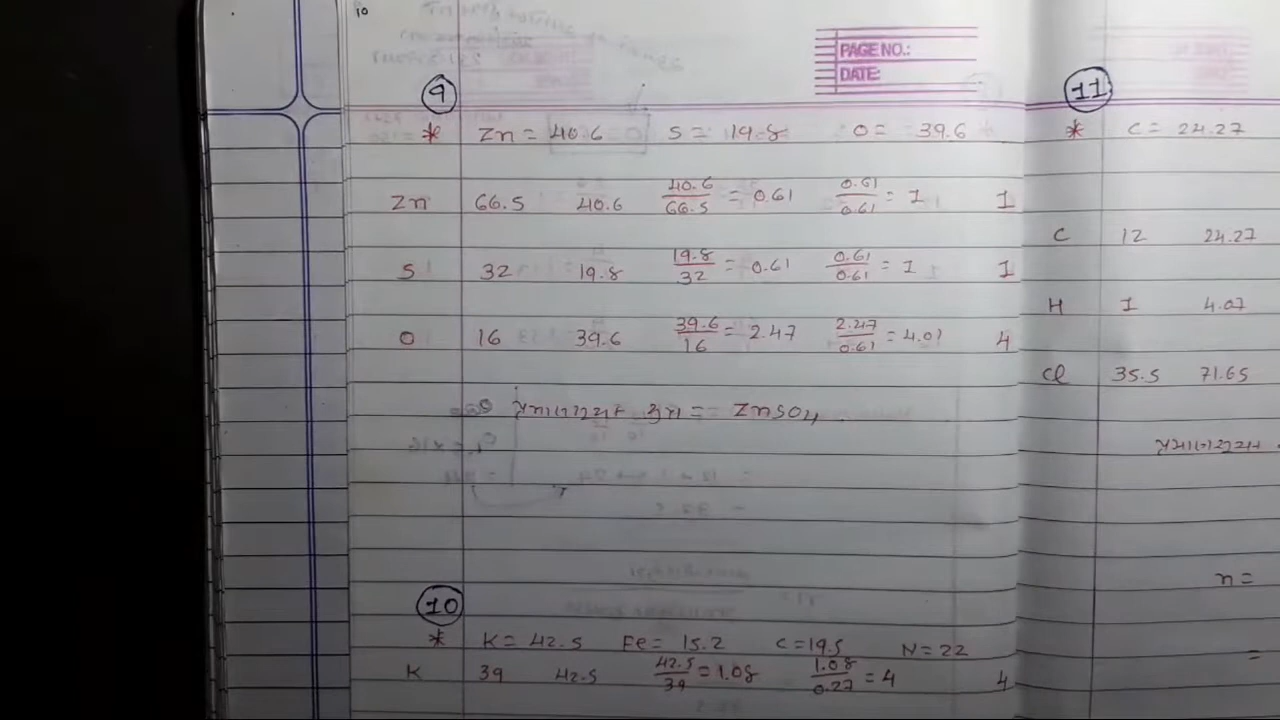 10
PAGE NO.:
DATE:
9
* Zn = 40.6 S = 19.8 O = 39.6
Zn 66.5 40.6 40.6/66.5 = 0.61 0.61/0.61 = 1 1
S 32 19.8 19.8/32 = 0.61 0.61/0.61 = 1 1
O 16 39.6 39.6/16 = 2.47 2.47/0.61 = 4.01 4
= ZnSO4
10
* K = 42.5 Fe = 15.2 C = 19.5 N = 22
K 39 42.5 42.5/39 = 1.08 1.08/0.27 = 4 4
11
* C = 24.27
C 12 24.27
H 1 4.07
Cl 35.5 71.65
n =
=